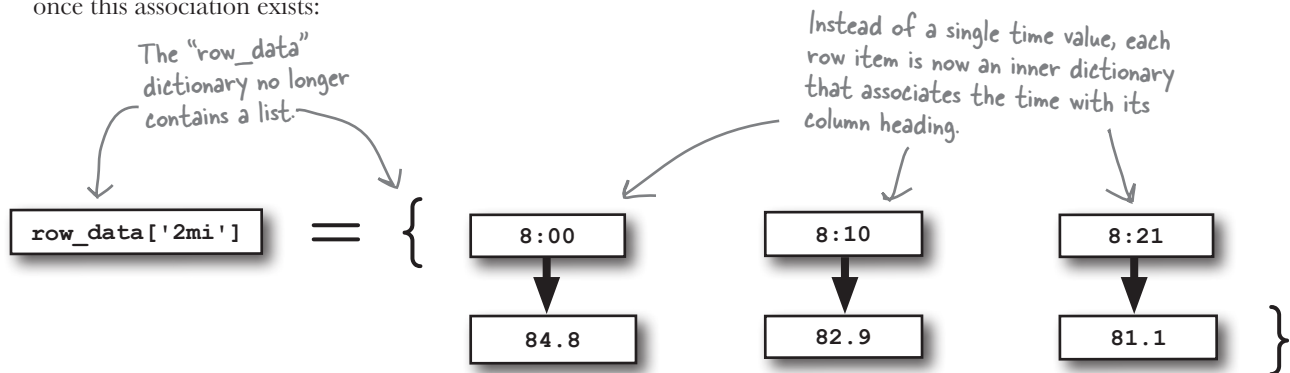 once this association exists:
The “row_data”
dictionary no longer
contains a list.
Instead of a single time value, each
row item is now an inner dictionary
that associates the time with its
column heading.
row_data['2mi'] = { 8:00 8:10 8:21
84.8 82.9 81.1 }